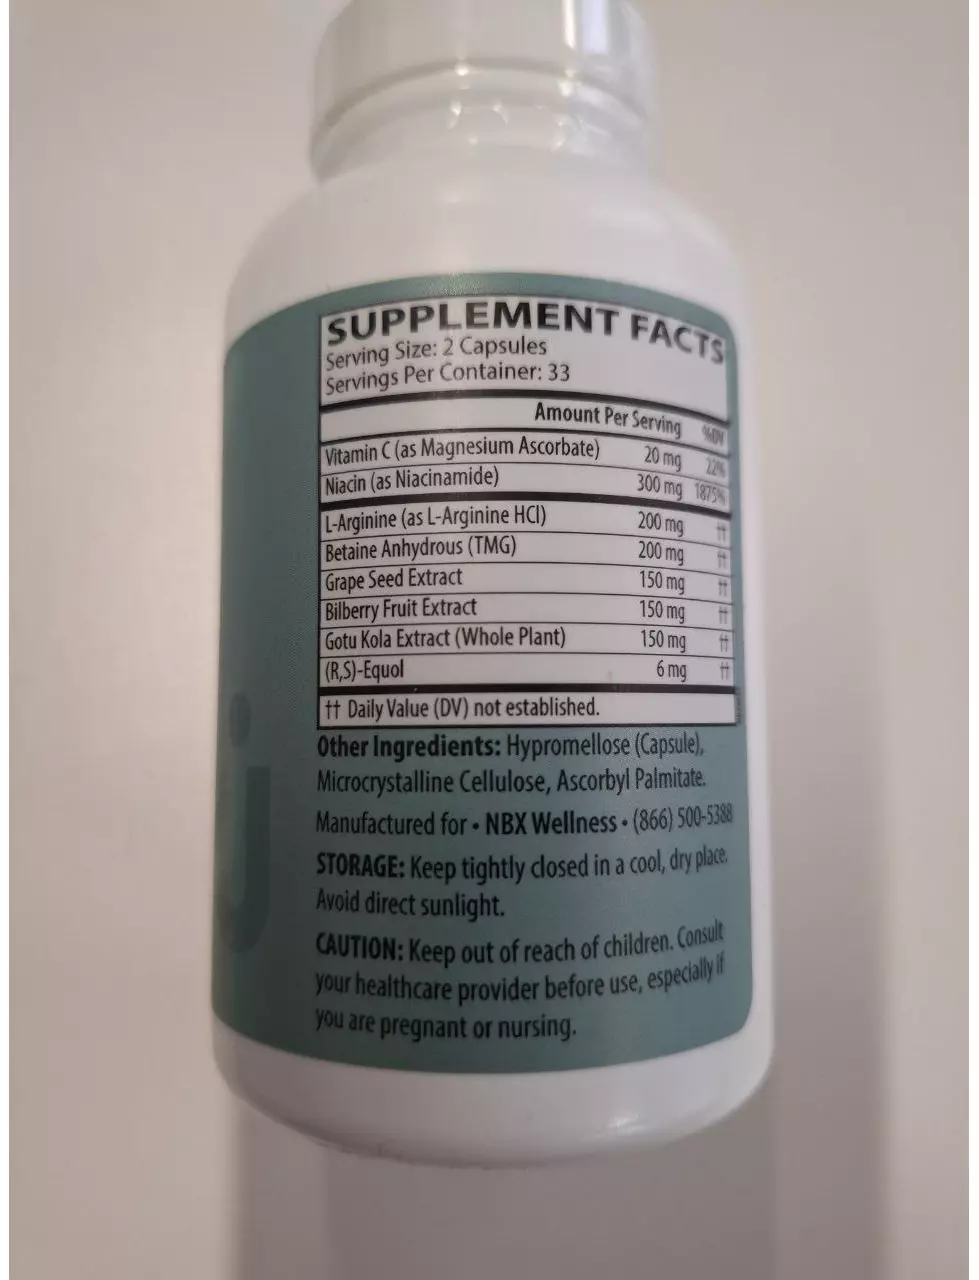 SUPPLEMENT FACTS
Serving Size: 2 Capsules
Servings Per Container: 33
Amount Per Serving %DV
Vitamin C (as Magnesium Ascorbate) 20 mg 22%
Niacin (as Niacinamide) 300 mg 1875%
L-Arginine (as L-Arginine HCl) 200 mg ††
Betaine Anhydrous (TMG) 200 mg ††
Grape Seed Extract 150 mg ††
Bilberry Fruit Extract 150 mg ††
Gotu Kola Extract (Whole Plant) 150 mg ††
(R,S)-Equol 6 mg ††
†† Daily Value (DV) not established.
Other Ingredients: Hypromellose (Capsule),
Microcrystalline Cellulose, Ascorbyl Palmitate.
Manufactured for • NBX Wellness • (866) 500-5388
STORAGE: Keep tightly closed in a cool, dry place.
Avoid direct sunlight.
CAUTION: Keep out of reach of children. Consult
your healthcare provider before use, especially if
you are pregnant or nursing.